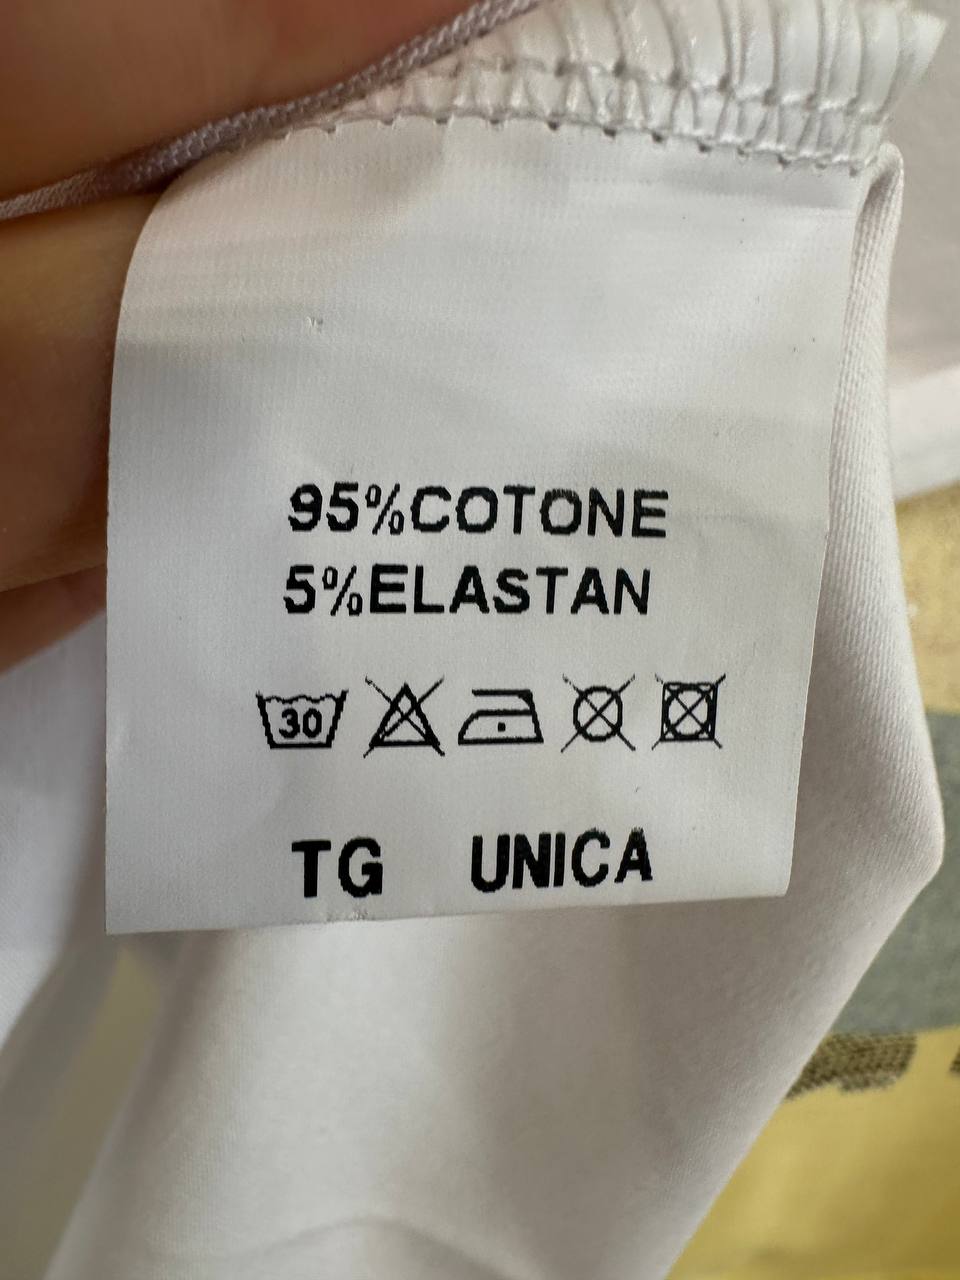 95%COTONE
5%ELASTAN
30
TG UNICA